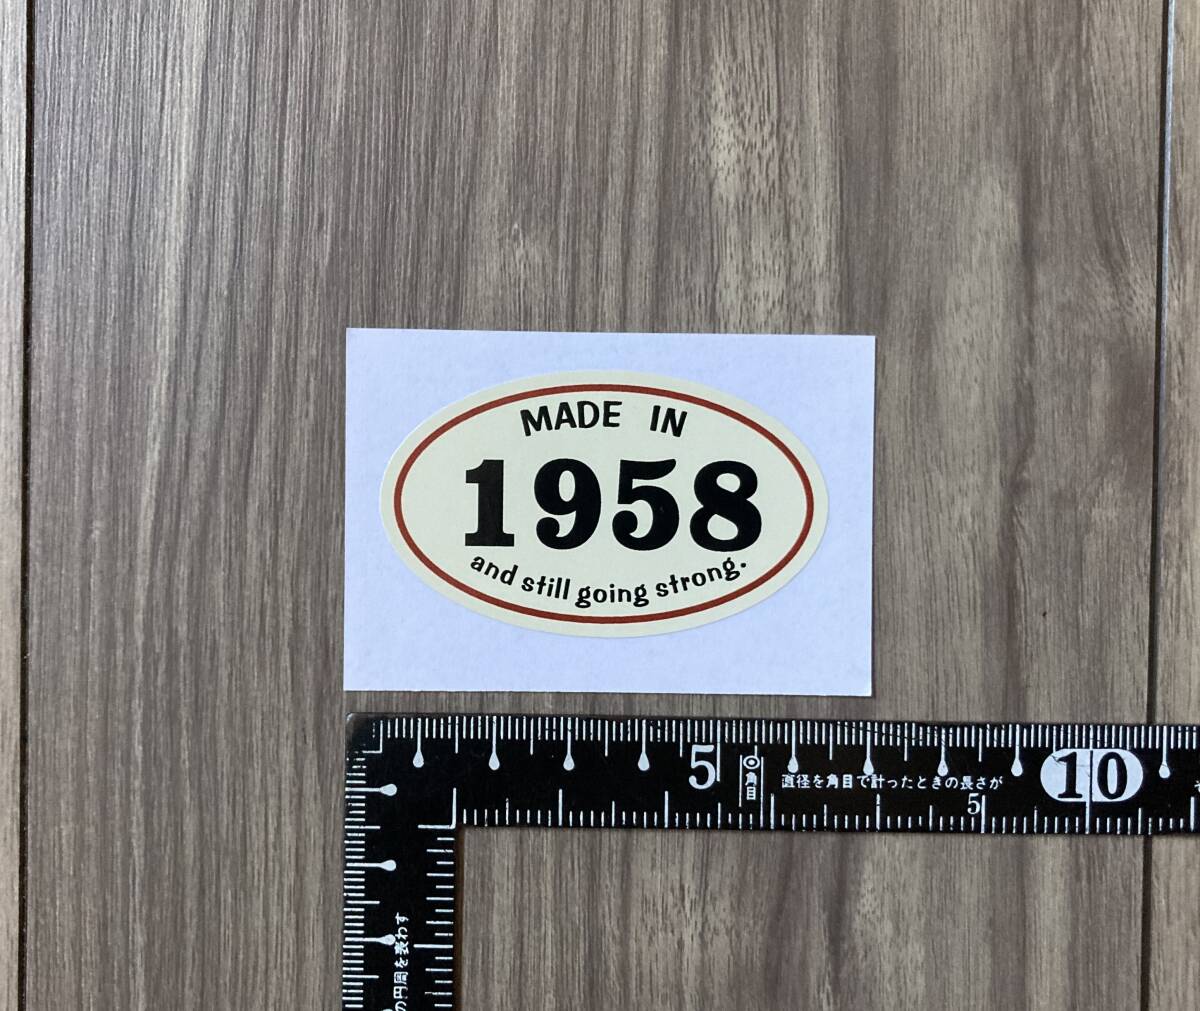 MADE IN
1958
and still going strong.
5
角目
直径を角目で計ったときの長さが
10
5
の円周を表わす